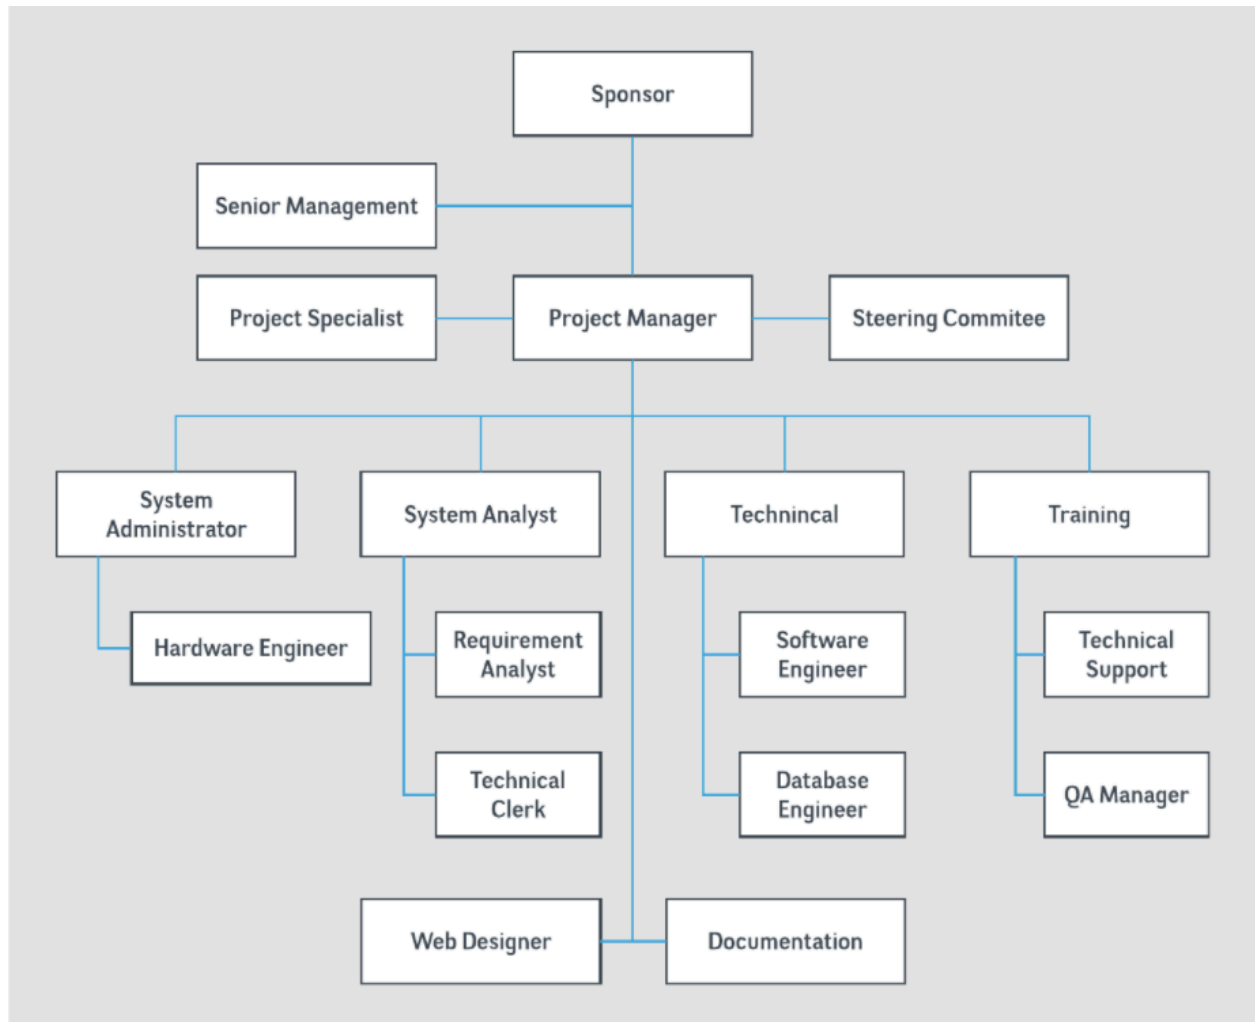 Sponsor
Senior Management
Project Specialist
Project Manager
Steering Commitee
System
Administrator
System Analyst
Technincal
Training
Hardware Engineer
Requirement
Analyst
Software
Engineer
Technical
Support
Technical
Clerk
Database
Engineer
QA Manager
Web Designer
Documentation